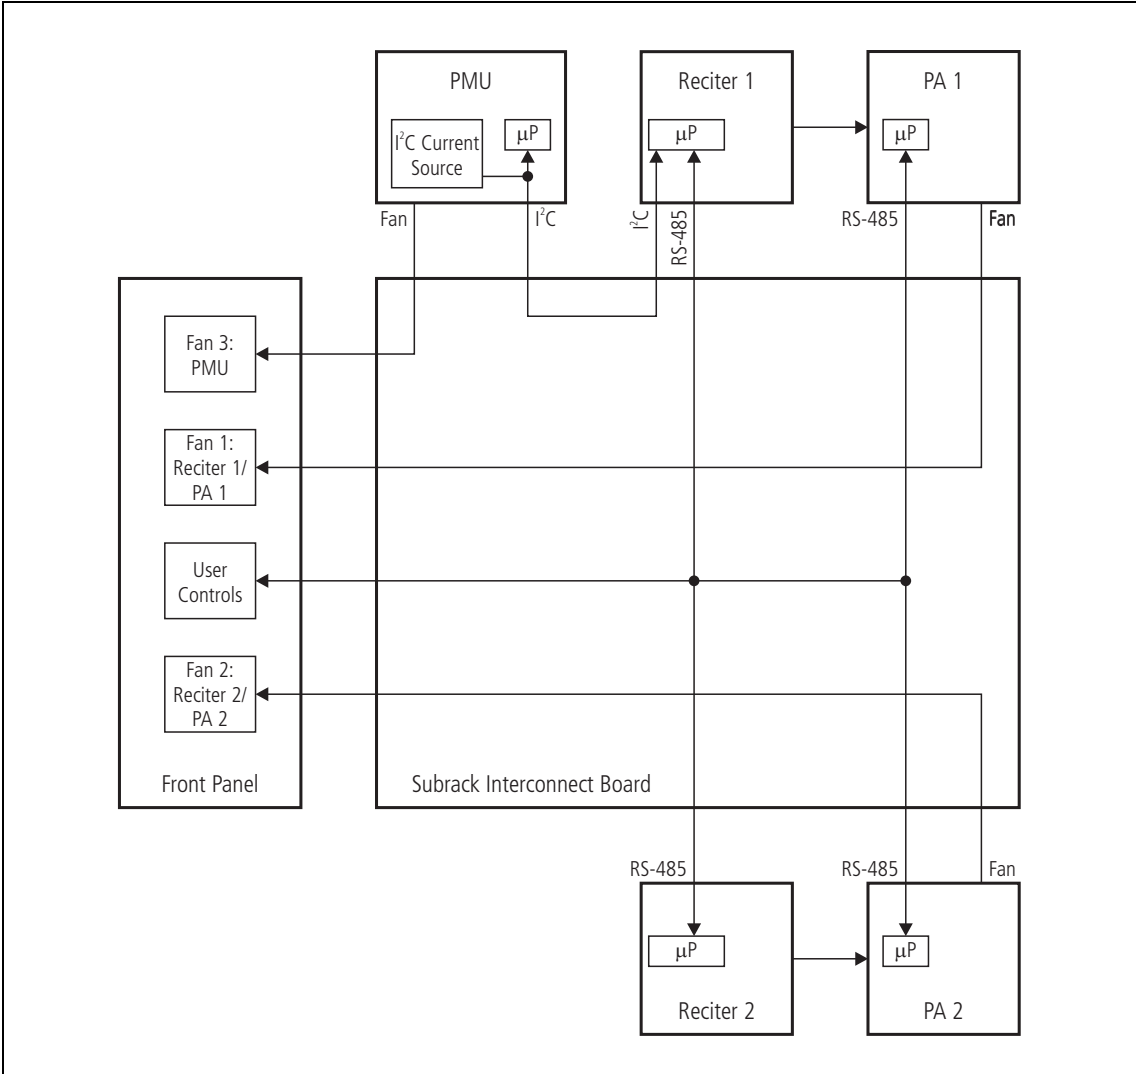 PMU
I²C Current
Source
μP
Fan
I²C
Reciter 1
μP
I²C
RS-485
PA 1
μP
RS-485
Fan
Fan 3:
PMU
Fan 1:
Reciter 1/
PA 1
User
Controls
Fan 2:
Reciter 2/
PA 2
Front Panel
Subrack Interconnect Board
RS-485
μP
Reciter 2
RS-485
Fan
μP
PA 2